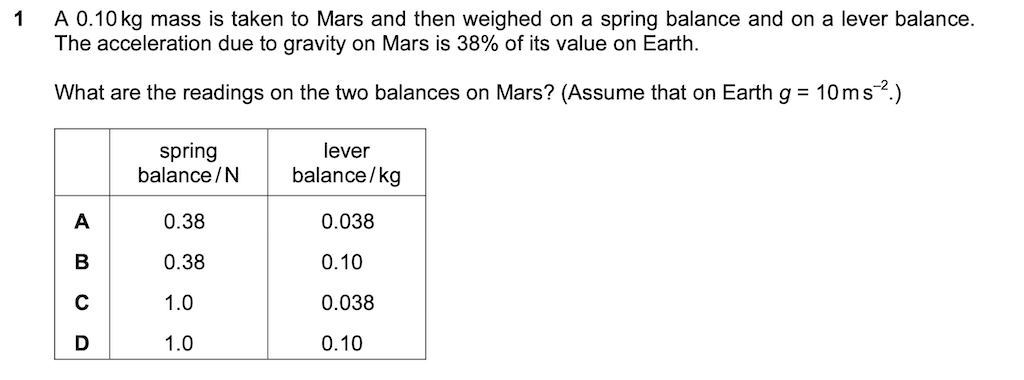 1 A 0.10 kg mass is taken to Mars and then weighed on a spring balance and on a lever balance.
The acceleration due to gravity on Mars is 38% of its value on Earth.
What are the readings on the two balances on Mars? (Assume that on Earth g = 10 m s⁻².)
spring balance / N lever balance / kg
A 0.38 0.038
B 0.38 0.10
C 1.0 0.038
D 1.0 0.10